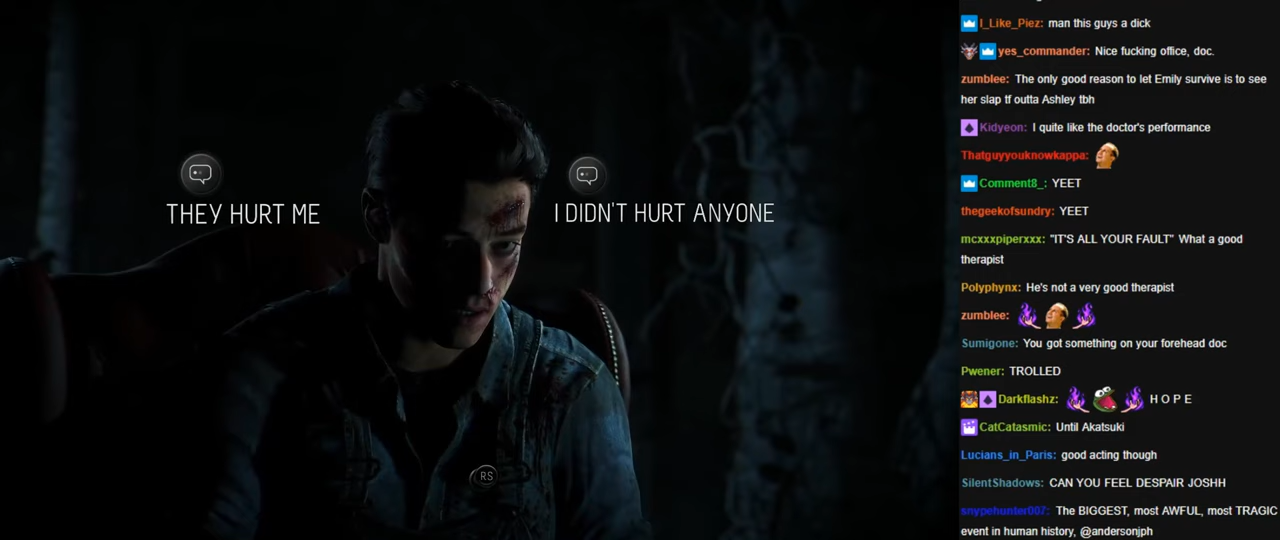 THEY HURT ME
I DIDN'T HURT ANYONE
RS
I_Like_Piez: man this guys a dick
yes_commander: Nice fucking office, doc.
zumblee: The only good reason to let Emily survive is to see
her slap tf outta Ashley tbh
Kidyeon: I quite like the doctor's performance
Thatguyyouknowkappa:
Comment8_: YEET
thegeekofsundry: YEET
mcxxxpiperxxx: "IT'S ALL YOUR FAULT" What a good
therapist
Polyphynx: He's not a very good therapist
zumblee:
Sumigone: You got something on your forehead doc
Pwener: TROLLED
Darkflashz: H O P E
CatCatasmic: Until Akatsuki
Lucians_in_Paris: good acting though
SilentShadows: CAN YOU FEEL DESPAIR JOSHH
snypehunter007: The BIGGEST, most AWFUL, most TRAGIC
event in human history, @andersonjph